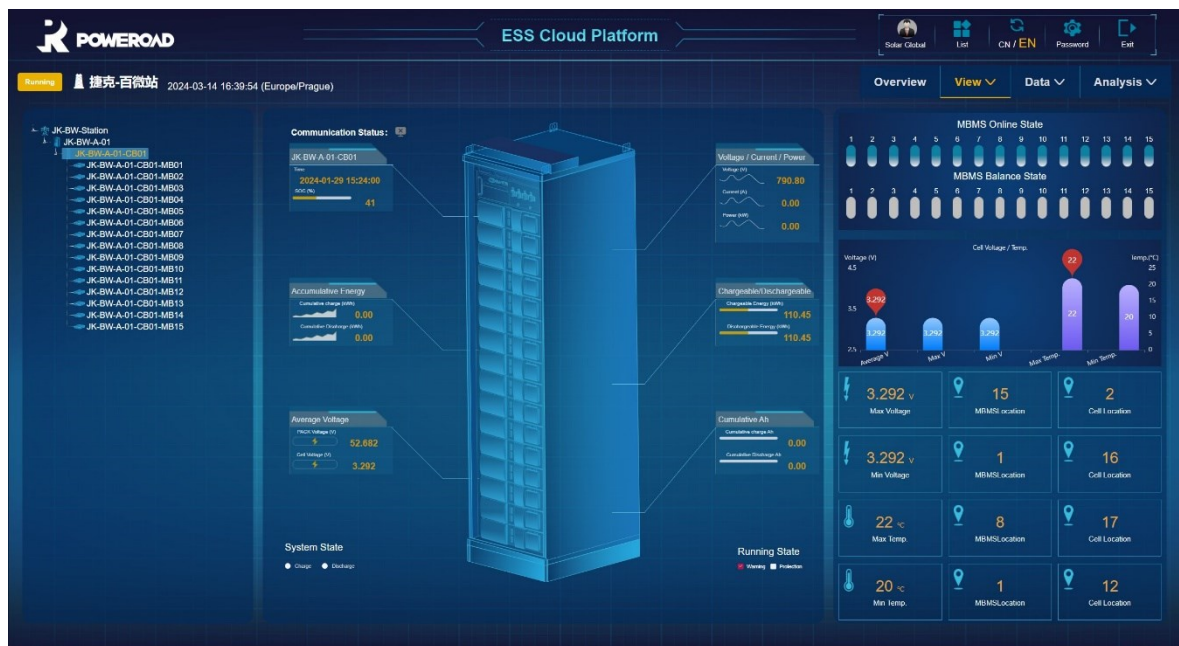 POWEROAD
ESS Cloud Platform
Solar Global
List
CN / EN
Password
Exit
Running
捷克-百微站
2024-03-14 16:39:54 (Europe/Prague)
Overview
View
Data
Analysis
JK-BW-Station
JK-BW-A-01
JK-BW-A-01-CB01
JK-BW-A-01-CB01-MB01
JK-BW-A-01-CB01-MB02
JK-BW-A-01-CB01-MB03
JK-BW-A-01-CB01-MB04
JK-BW-A-01-CB01-MB05
JK-BW-A-01-CB01-MB06
JK-BW-A-01-CB01-MB07
JK-BW-A-01-CB01-MB08
JK-BW-A-01-CB01-MB09
JK-BW-A-01-CB01-MB10
JK-BW-A-01-CB01-MB11
JK-BW-A-01-CB01-MB12
JK-BW-A-01-CB01-MB13
JK-BW-A-01-CB01-MB14
JK-BW-A-01-CB01-MB15
Communication Status:
JK-BW-A-01-CB01
Time
2024-01-29 15:24:00
SOC (%)
41
Accumulative Energy
Cumulative charge (kWh)
0.00
Cumulative Discharge (kWh)
0.00
Average Voltage
PACK Voltage (V)
52.682
Cell Voltage (V)
3.292
System State
Charge
Discharge
Voltage / Current / Power
Voltage (V)
790.80
Current (A)
0.00
Power (kW)
0.00
Chargeable/Dischargeable
Chargeable Energy (kWh)
110.45
Dischargeable Energy (kWh)
110.45
Cumulative Ah
Cumulative charge Ah
0.00
Cumulative Discharge Ah
0.00
Running State
Warning
Protection
MBMS Online State
1 2 3 4 5 6 7 8 9 10 11 12 13 14 15
MBMS Balance State
1 2 3 4 5 6 7 8 9 10 11 12 13 14 15
Cell Voltage / Temp.
Voltage (V)
Temp.(°C)
4.5
3.5
2.5
25
20
15
10
5
0
3.292
22
3.292
3.292
3.292
22
20
Average V
Max V
Min V
Max Temp.
Min Temp.
3.292 V
Max Voltage
15
MBMSLocation
2
Cell Location
3.292 V
Min Voltage
1
MBMSLocation
16
Cell Location
22 °C
Max Temp.
8
MBMSLocation
17
Cell Location
20 °C
Min Temp.
1
MBMSLocation
12
Cell Location